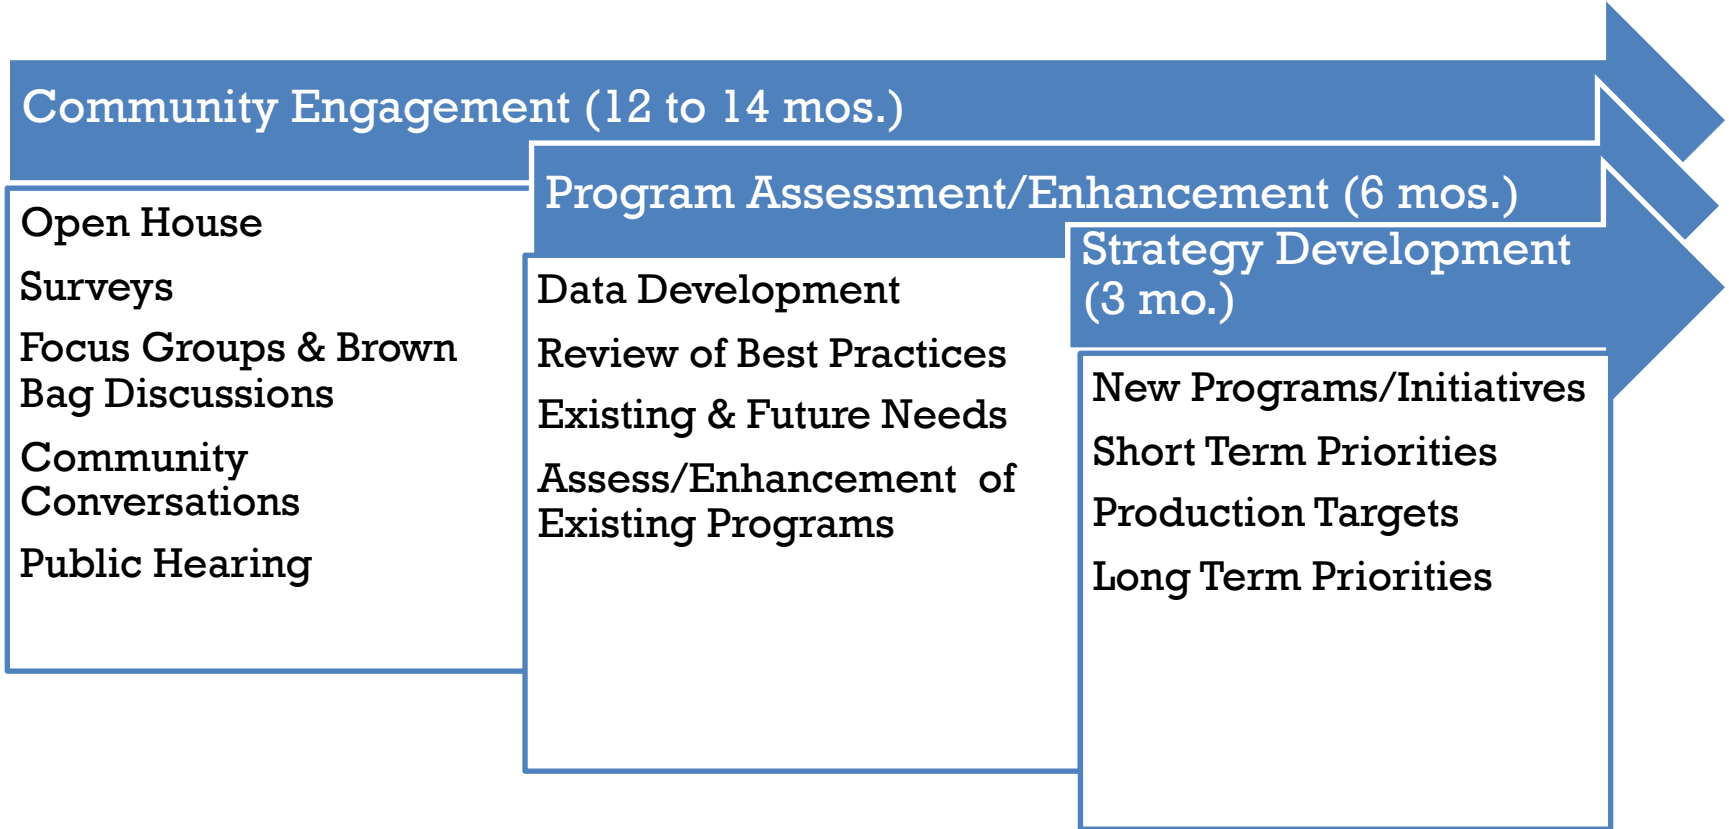 Community Engagement (12 to 14 mos.)
Open House
Surveys
Focus Groups & Brown
Bag Discussions
Community
Conversations
Public Hearing
Program Assessment/Enhancement (6 mos.)
Data Development
Review of Best Practices
Existing & Future Needs
Assess/Enhancement of
Existing Programs
Strategy Development
(3 mo.)
New Programs/Initiatives
Short Term Priorities
Production Targets
Long Term Priorities